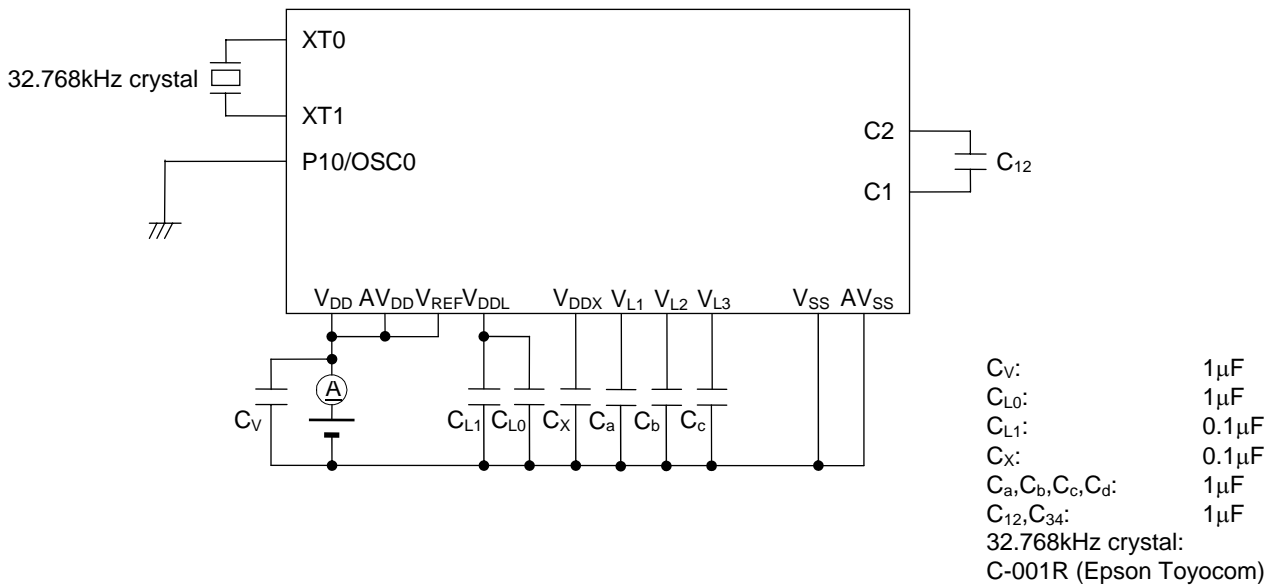 XT0
32.768kHz crystal
XT1
P10/OSC0
C2
C12
C1
VDD AVDD VREF VDDL VDDX VL1 VL2 VL3 VSS AVSS
A
CV CL1 CL0 CX Ca Cb Cc
CV: 1μF
CL0: 1μF
CL1: 0.1μF
CX: 0.1μF
Ca,Cb,Cc,Cd: 1μF
C12,C34: 1μF
32.768kHz crystal:
C-001R (Epson Toyocom)